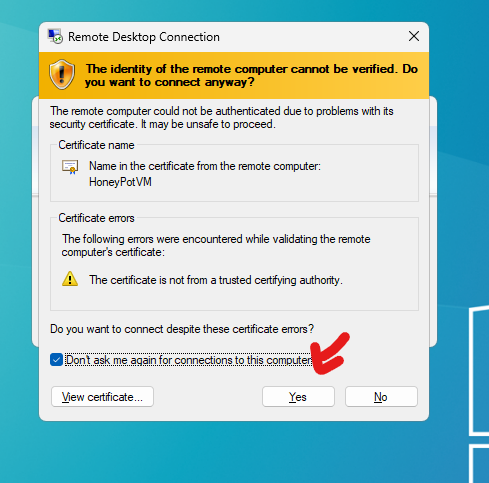 Remote Desktop Connection
The identity of the remote computer cannot be verified. Do
you want to connect anyway?
The remote computer could not be authenticated due to problems with its
security certificate. It may be unsafe to proceed.
Certificate name
Name in the certificate from the remote computer:
HoneyPotVM
Certificate errors
The following errors were encountered while validating the remote
computer's certificate:
The certificate is not from a trusted certifying authority.
Do you want to connect despite these certificate errors?
Don't ask me again for connections to this computer
View certificate...
Yes
No